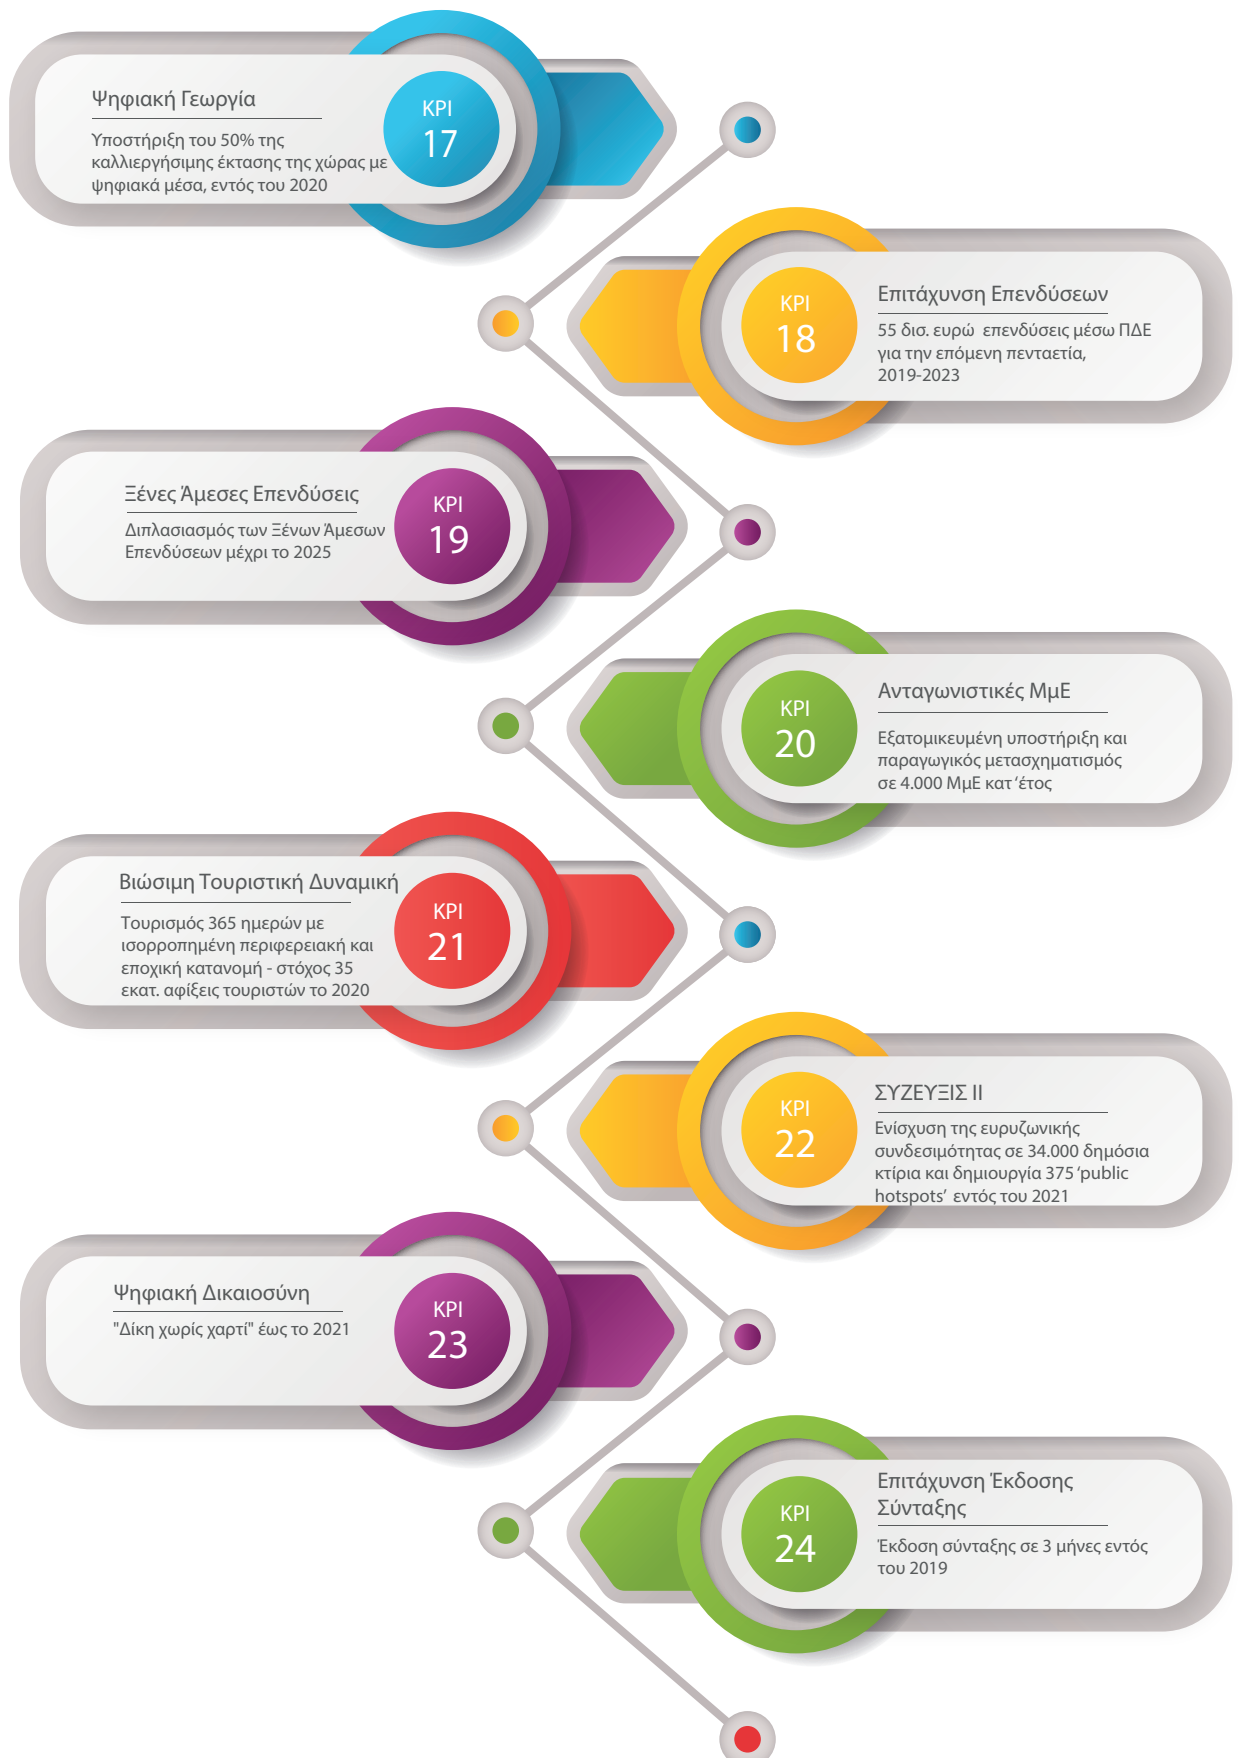 Ψηφιακή Γεωργία
Υποστήριξη του 50% της
καλλιεργήσιμης έκτασης της χώρας με
ψηφιακά μέσα, εντός του 2020
KPI
17
KPI
18
Επιτάχυνση Επενδύσεων
55 δισ. ευρώ επενδύσεις μέσω ΠΔΕ
για την επόμενη πενταετία,
2019-2023
Ξένες Άμεσες Επενδύσεις
Διπλασιασμός των Ξένων Άμεσων
Επενδύσεων μέχρι το 2025
KPI
19
KPI
20
Ανταγωνιστικές ΜμΕ
Εξατομικευμένη υποστήριξη και
παραγωγικός μετασχηματισμός
σε 4.000 ΜμΕ κατ ‘έτος
Βιώσιμη Τουριστική Δυναμική
Τουρισμός 365 ημερών με
ισορροπημένη περιφερειακή και
εποχική κατανομή - στόχος 35
εκατ. αφίξεις τουριστών το 2020
KPI
21
KPI
22
ΣΥΖΕΥΞΙΣ ΙΙ
Ενίσχυση της ευρυζωνικής
συνδεσιμότητας σε 34.000 δημόσια
κτίρια και δημιουργία 375 ‘public
hotspots’ εντός του 2021
Ψηφιακή Δικαιοσύνη
"Δίκη χωρίς χαρτί" έως το 2021
KPI
23
KPI
24
Επιτάχυνση Έκδοσης
Σύνταξης
Έκδοση σύνταξης σε 3 μήνες εντός
του 2019